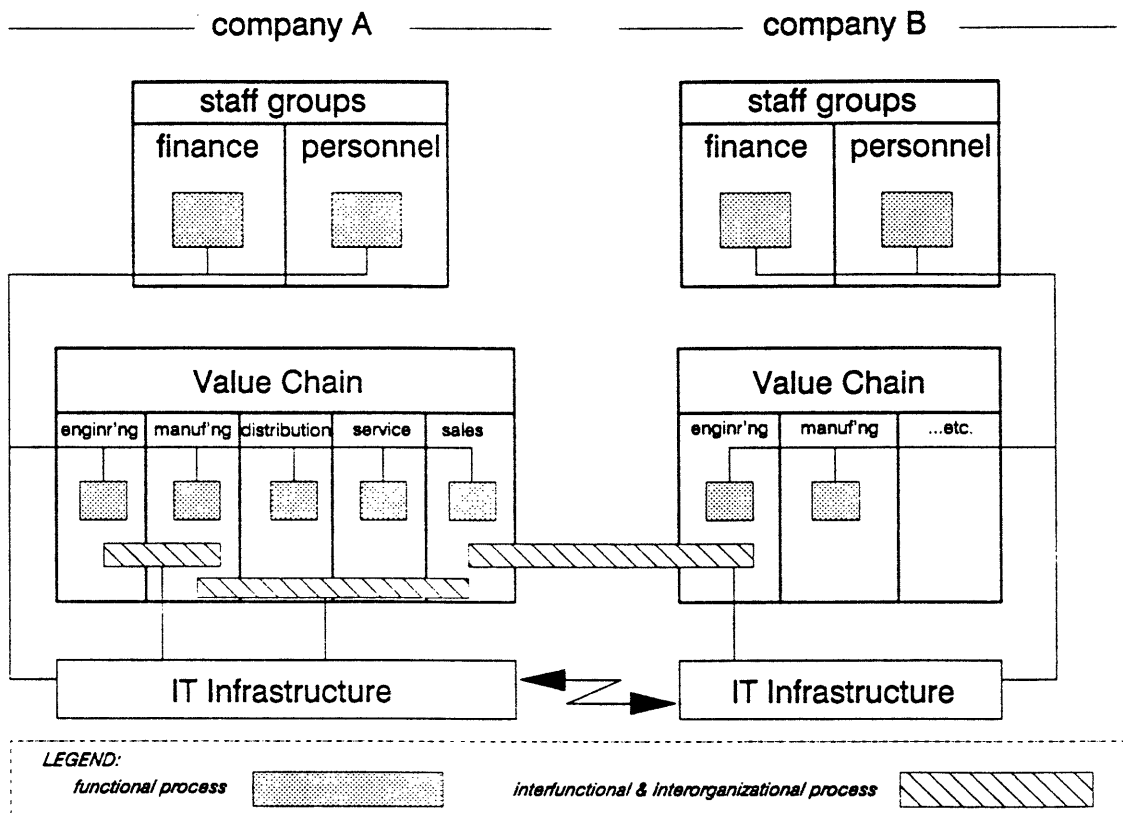 company A
company B
staff groups
finance personnel
staff groups
finance personnel
Value Chain
enginr'ng manuf'ng distribution service sales
Value Chain
enginr'ng manuf'ng ...etc.
IT Infrastructure
IT Infrastructure
LEGEND:
functional process
interfunctional & interorganizational process